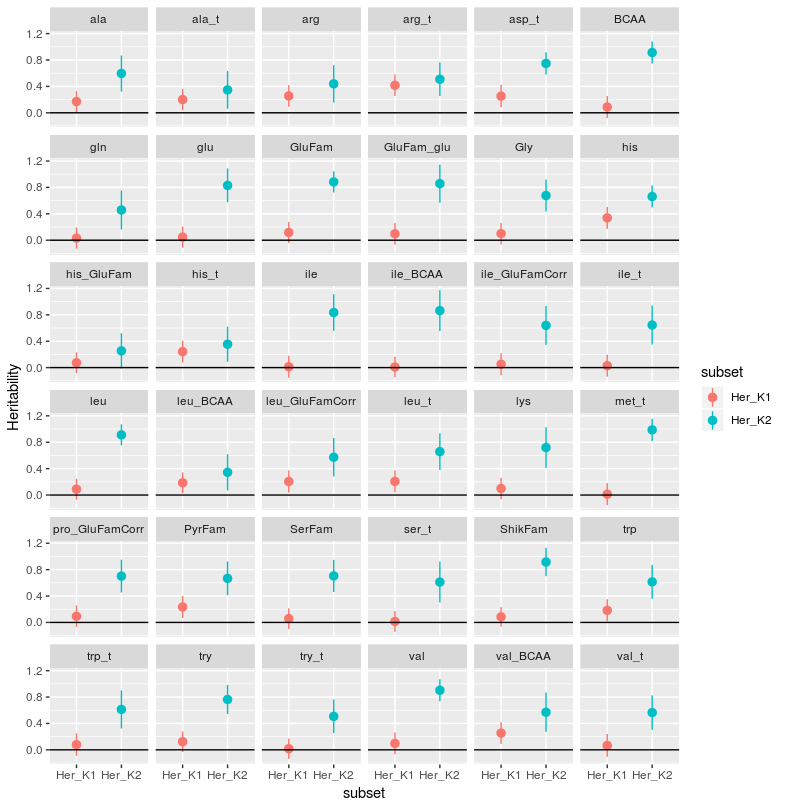 ala ala_t arg arg_t asp_t BCAA
1.2
0.8
0.4
0.0
gln glu GluFam GluFam_glu Gly his
1.2
0.8
0.4
0.0
his_GluFam his_t ile ile_BCAA ile_GluFamCorr ile_t
1.2
0.8
0.4
0.0
leu leu_BCAA leu_GluFamCorr leu_t lys met_t
1.2
0.8
0.4
0.0
pro_GluFamCorr PyrFam SerFam ser_t ShikFam trp
1.2
0.8
0.4
0.0
trp_t try try_t val val_BCAA val_t
1.2
0.8
0.4
0.0
Her_K1 Her_K2 Her_K1 Her_K2 Her_K1 Her_K2 Her_K1 Her_K2 Her_K1 Her_K2 Her_K1 Her_K2
subset
Heritability
subset
Her_K1
Her_K2